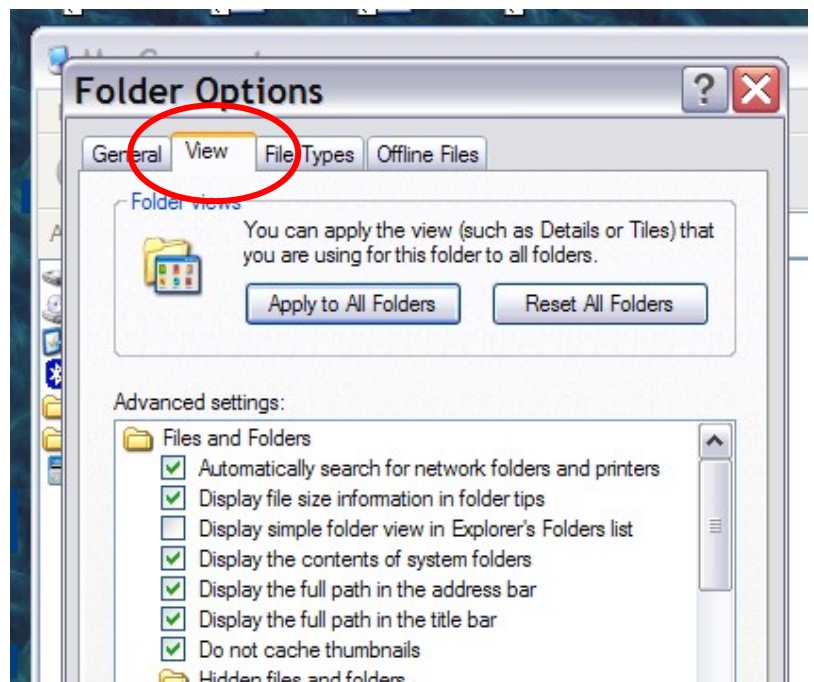 Folder Options
General View File Types Offline Files
Folder views
You can apply the view (such as Details or Tiles) that
you are using for this folder to all folders.
Apply to All Folders Reset All Folders
Advanced settings:
Files and Folders
Automatically search for network folders and printers
Display file size information in folder tips
Display simple folder view in Explorer's Folders list
Display the contents of system folders
Display the full path in the address bar
Display the full path in the title bar
Do not cache thumbnails
Hidden files and folders